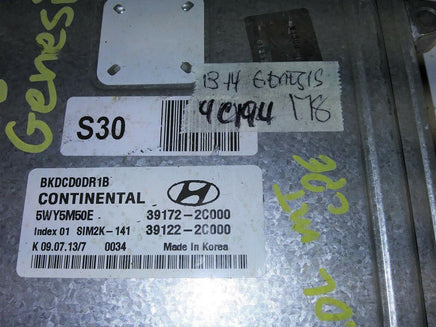 Genesis
13-14 GENESIS
4C194 178
S30
BKDCD0DR1B
CONTINENTAL
5WY5M50E 39172-2C000
Index 01 SIM2K-141 39122-2C000
K 09.07.13/7 0034 Made in Korea